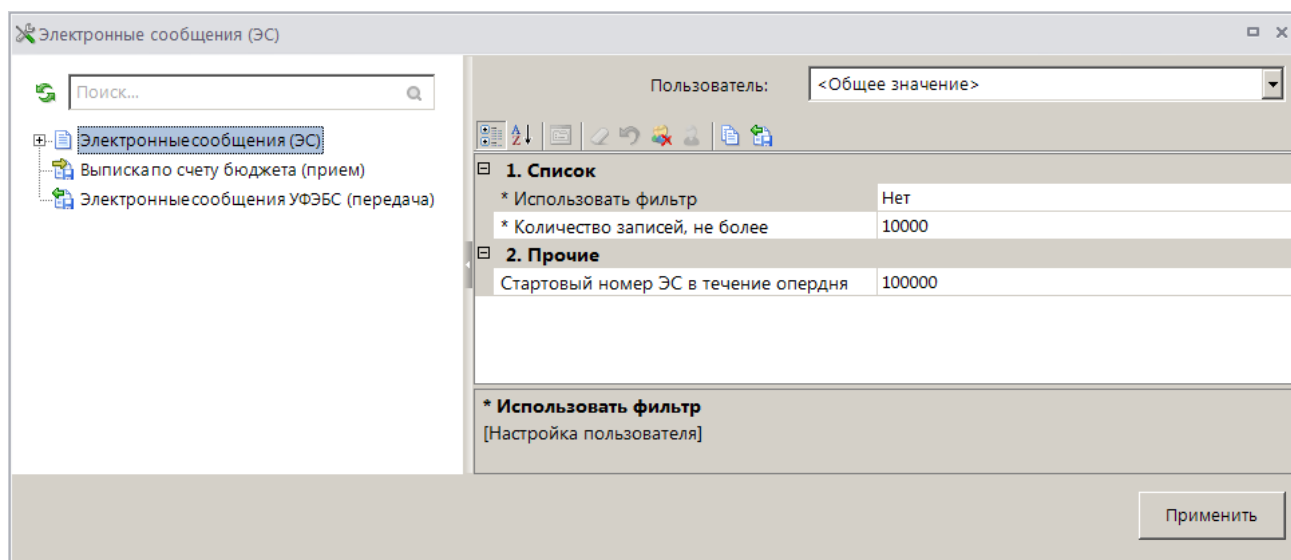 Электронные сообщения (ЭС)
Поиск...
Электронные сообщения (ЭС)
Выписка по счету бюджета (прием)
Электронные сообщения УФЭБС (передача)
Пользователь: <Общее значение>
1. Список
* Использовать фильтр Нет
* Количество записей, не более 10000
2. Прочие
Стартовый номер ЭС в течение опердня 100000
* Использовать фильтр
[Настройка пользователя]
Применить